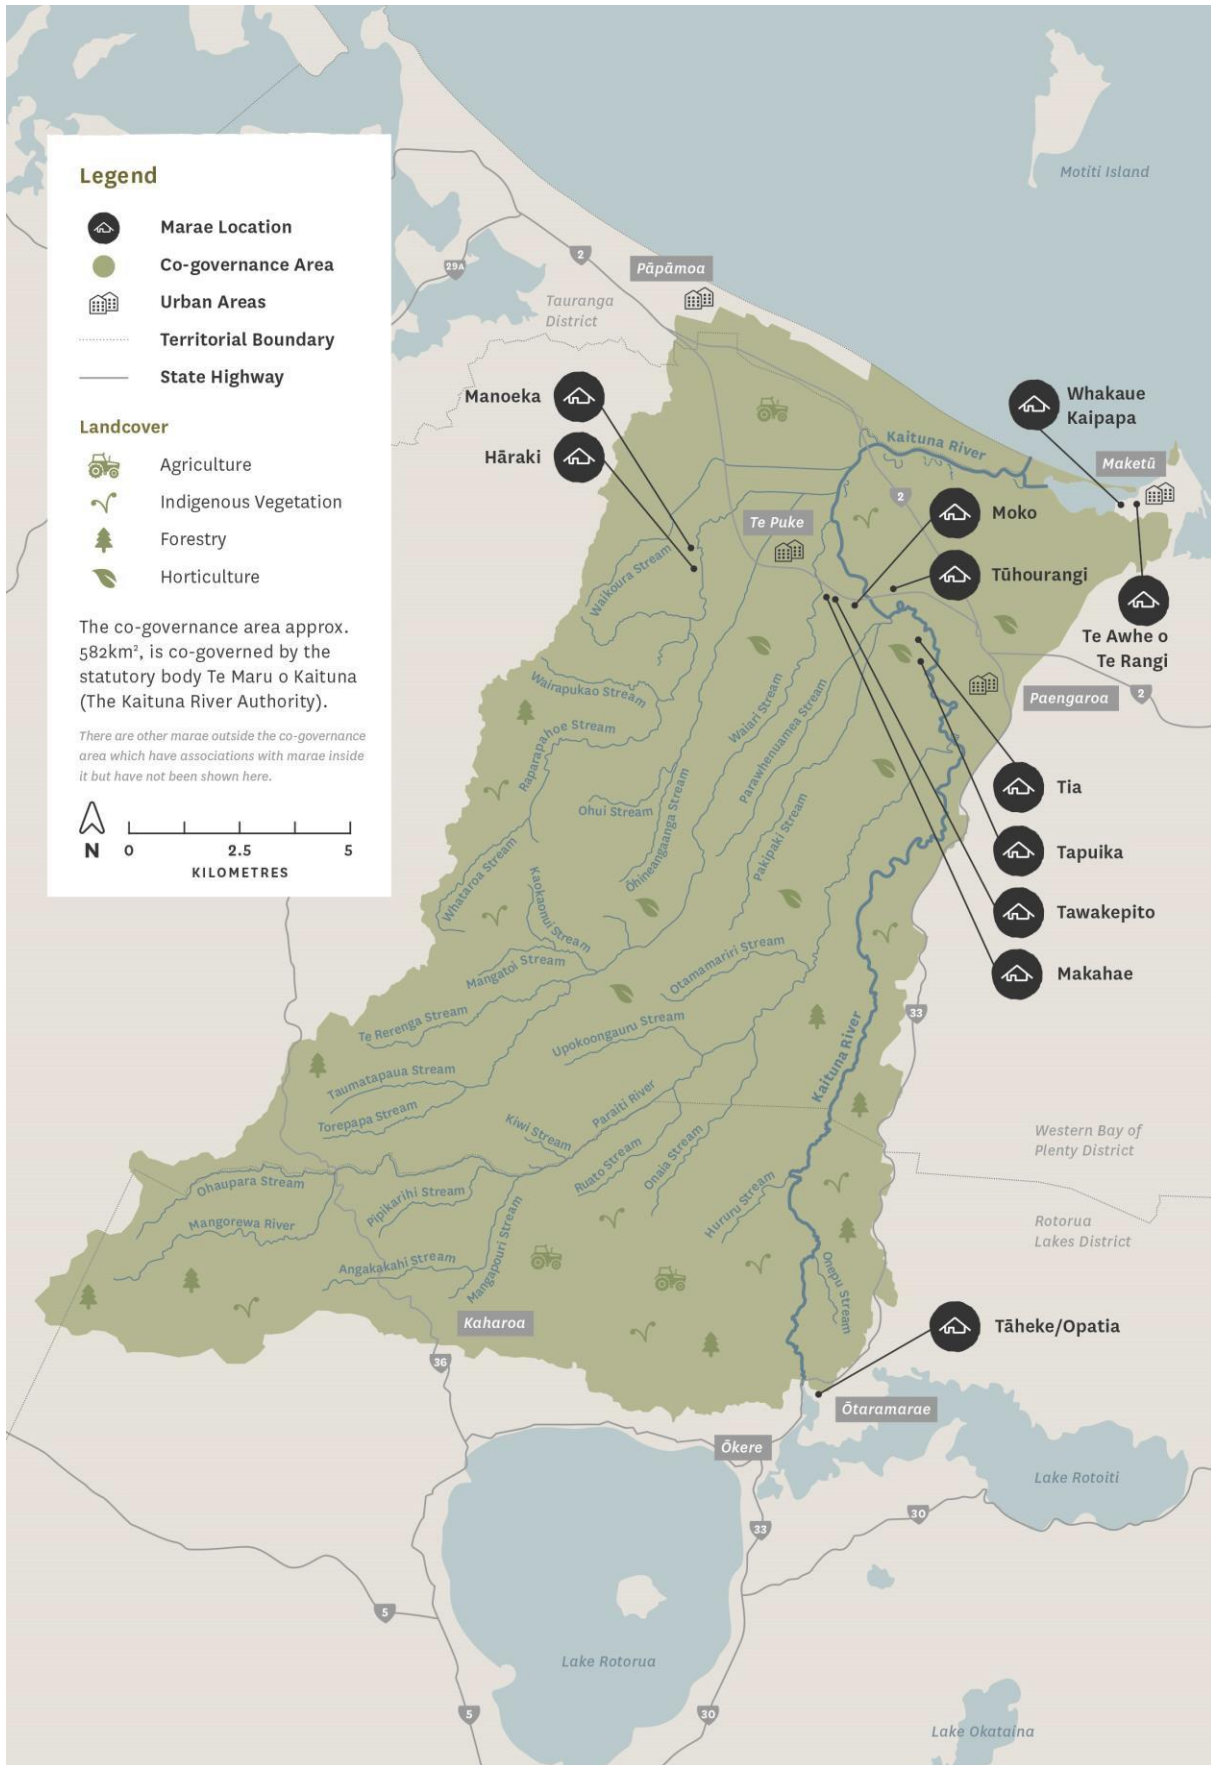 Motiti Island
Legend
Marae Location
Co-governance Area
Urban Areas
Territorial Boundary
State Highway
Landcover
Agriculture
Indigenous Vegetation
Forestry
Horticulture
The co-governance area approx.
582km², is co-governed by the
statutory body Te Maru o Kaituna
(The Kaituna River Authority).
There are other marae outside the co-governance
area which have associations with marae inside
it but have not been shown here.
N
0
2.5
5
KILOMETRES
29A
2
Pāpāmoa
Tauranga
District
Manoeka
Hāraki
Whakaue
Kaipapa
Kaituna River
Maketū
2
Te Puke
Moko
Tūhourangi
Te Awhe o
Te Rangi
Waikoura Stream
Wairapukao Stream
Raparapahoe Stream
Waiari Stream
Parawhenuamea Stream
Paengaroa
2
Tia
Ohui Stream
Ōhineangaanga Stream
Pakipaki Stream
Tapuika
Whataroa Stream
Kaokaonui Stream
Tawakepito
Mangatoi Stream
Otamamariri Stream
Makahae
Te Rerenga Stream
Upokoongauru Stream
33
Kaituna River
Taumatapaua Stream
Torepapa Stream
Kiwi Stream
Paraiti River
Ruato Stream
Onaia Stream
Western Bay of
Plenty District
Ohaupara Stream
Mangorewa River
Pipikarihi Stream
Hururu Stream
Rotorua
Lakes District
Angakakahi Stream
Mangapouri Stream
Onepu Stream
Kaharoa
Tāheke/Opatia
36
Ōtaramarae
Ōkere
Lake Rotoiti
33
30
5
Lake Rotorua
5
30
Lake Okataina